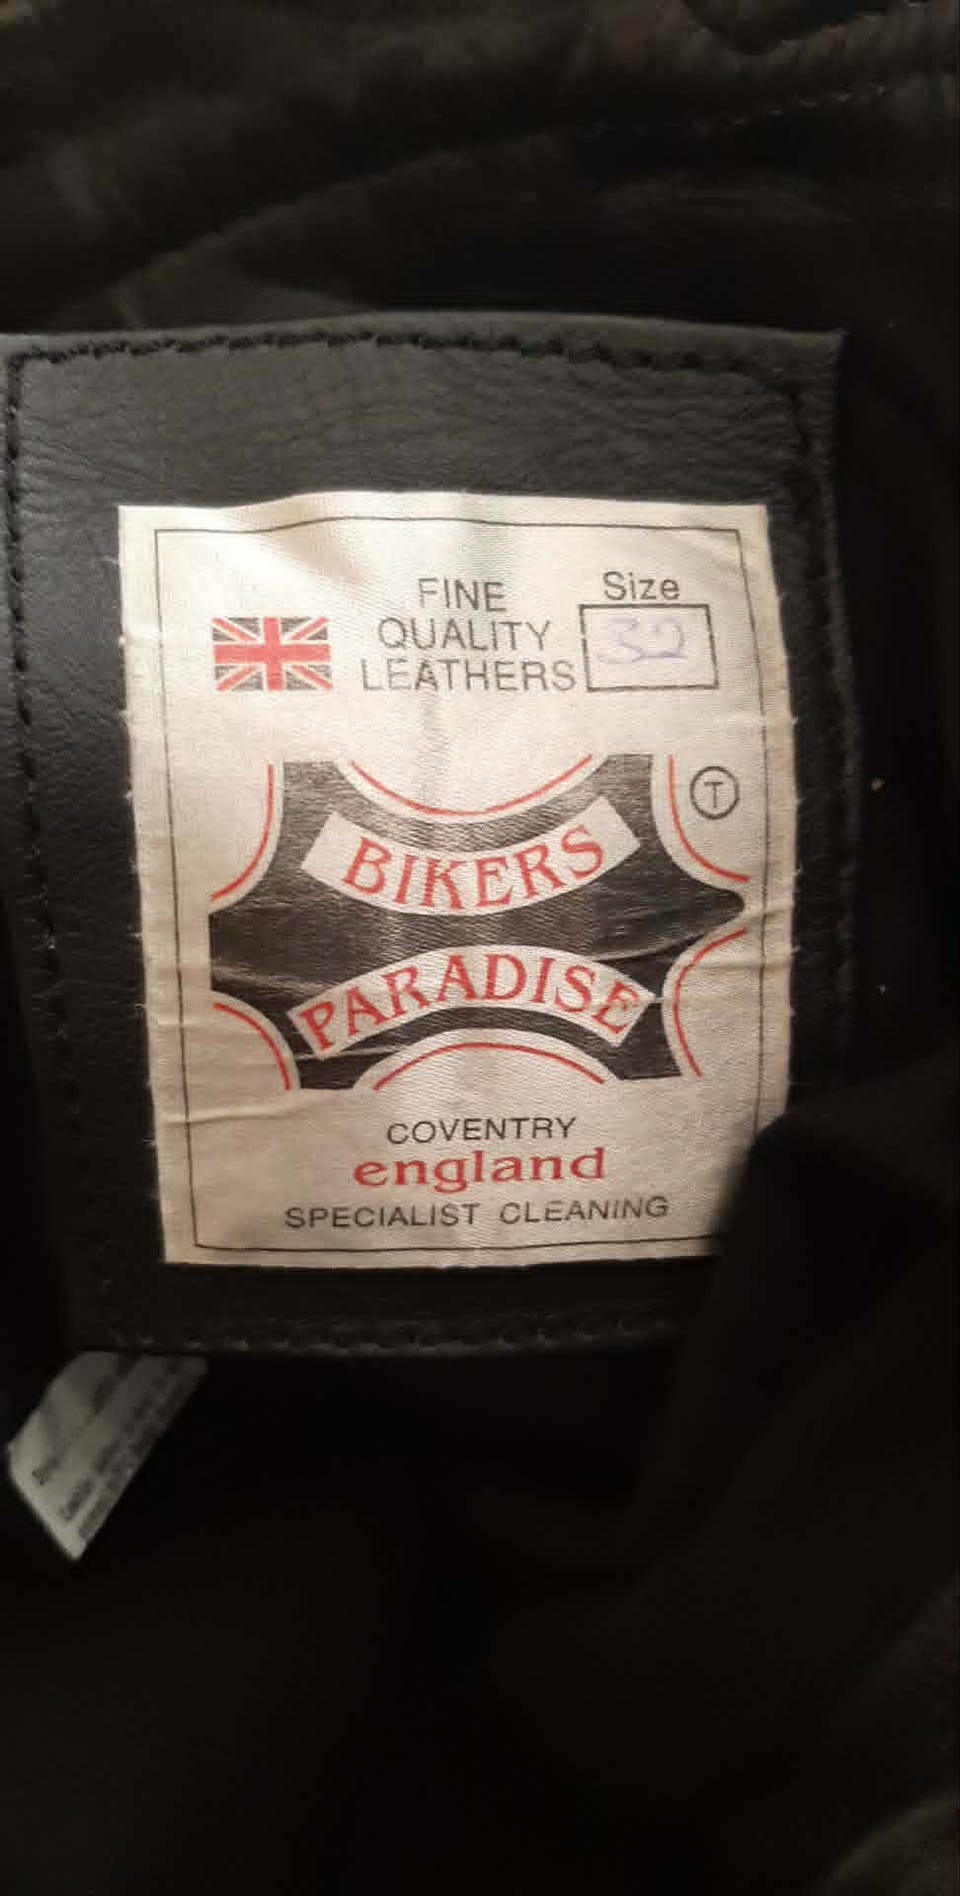 FINE
QUALITY
LEATHERS
Size
32
T
BIKERS
PARADISE
COVENTRY
england
SPECIALIST CLEANING